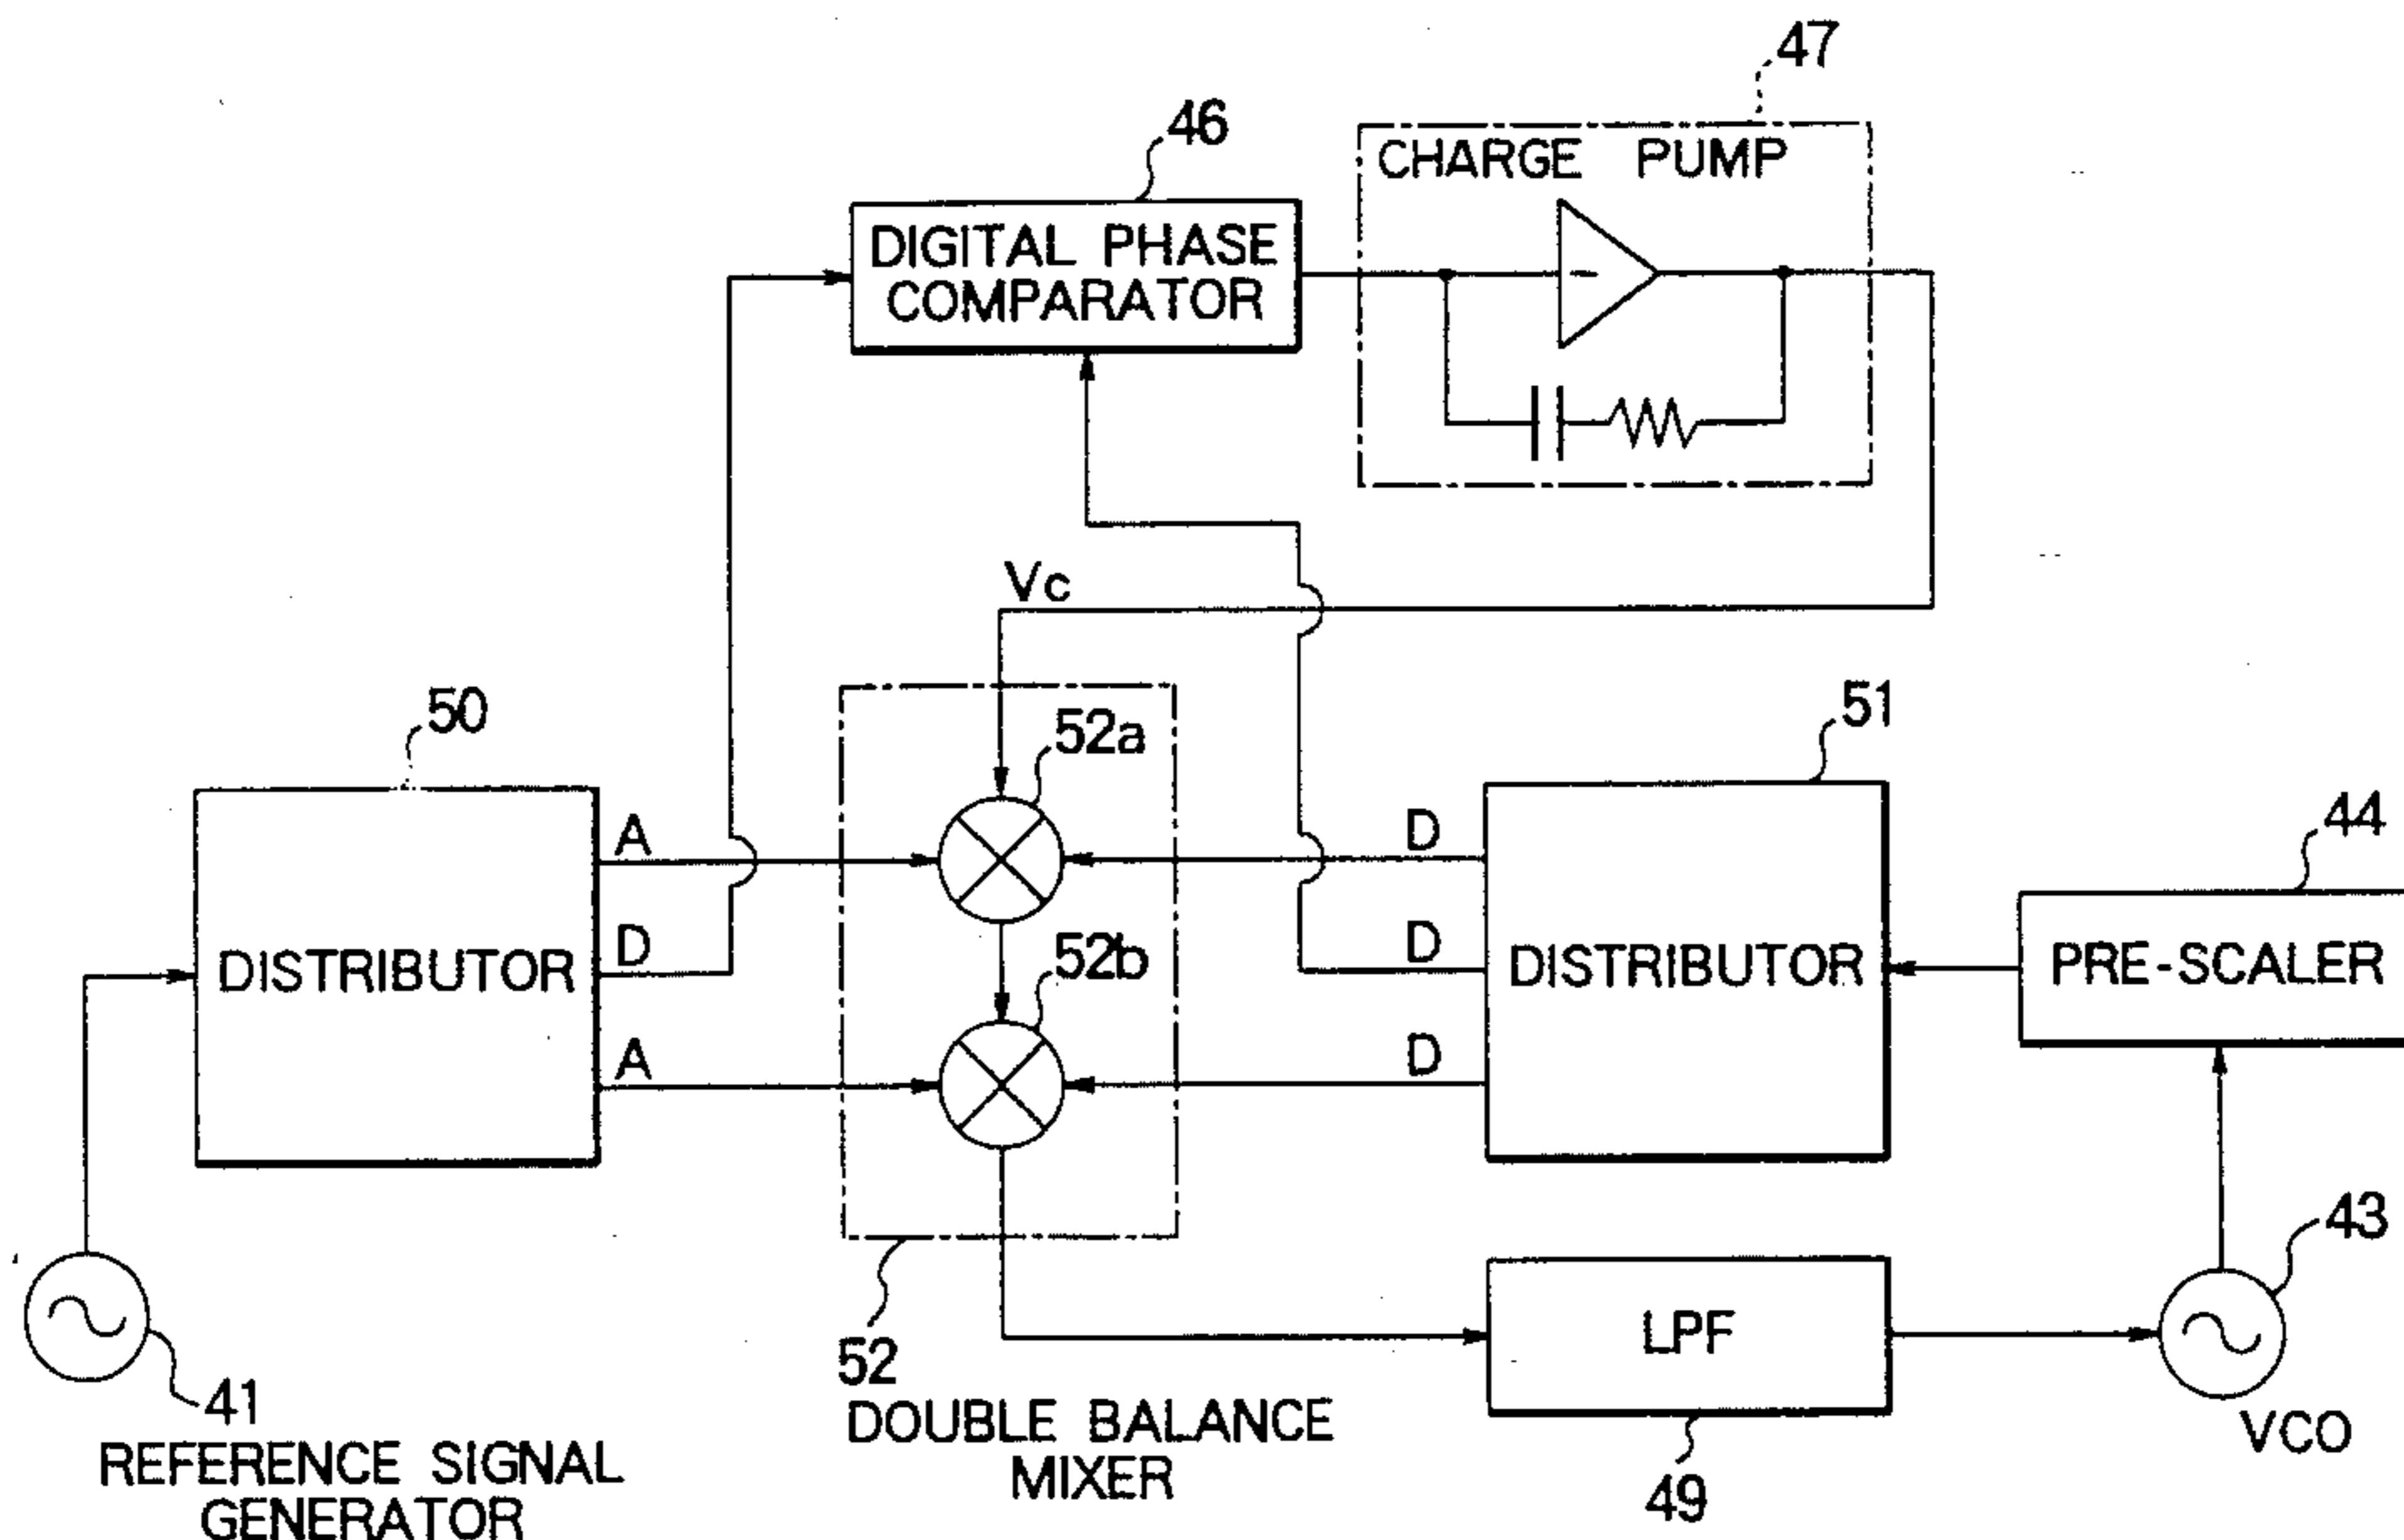 47
46
CHARGE PUMP
DIGITAL PHASE
COMPARATOR
Vc
50
52a
51
A
D
44
D
52b
D
DISTRIBUTOR
DISTRIBUTOR
PRE-SCALER
A
D
43
52
LPF
41
DOUBLE BALANCE
MIXER
VCO
REFERENCE SIGNAL
GENERATOR
49